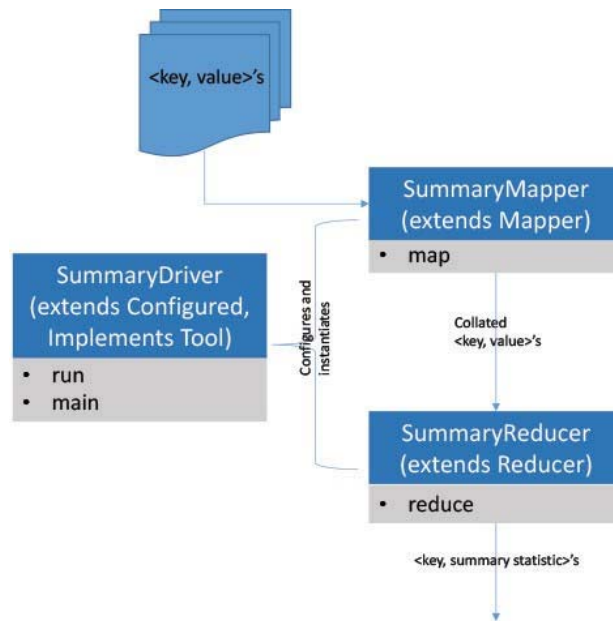 <key, value>'s
SummaryMapper
(extends Mapper)
• map
SummaryDriver
(extends Configured,
Implements Tool)
• run
• main
Configures and
instantiates
Collated
<key, value>'s
SummaryReducer
(extends Reducer)
• reduce
<key, summary statistic>'s